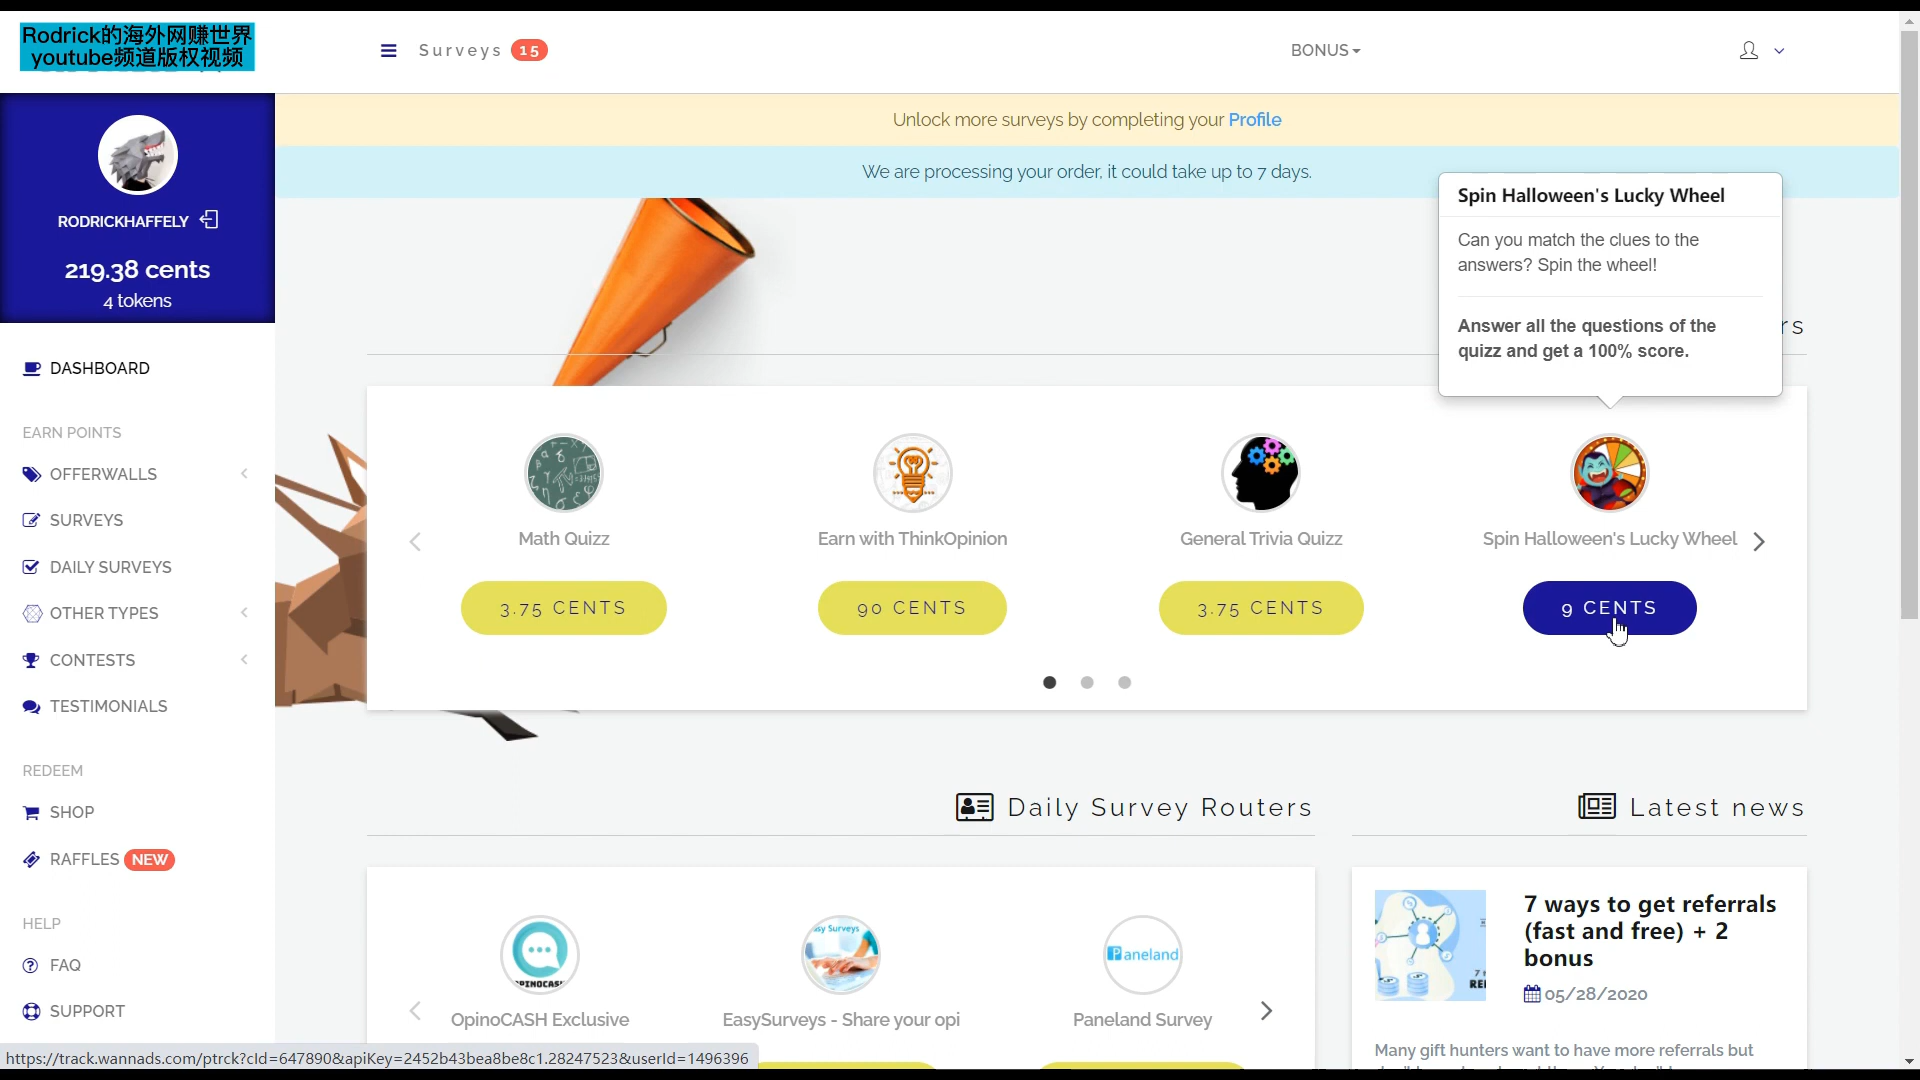 Rodrick的海外网赚世界
youtube频道版权视频
Surveys 15
BONUS
Unlock more surveys by completing your Profile
We are processing your order, it could take up to 7 days.
RODRICKHAFFELY
219.38 cents
4 tokens
DASHBOARD
EARN POINTS
OFFERWALLS
SURVEYS
DAILY SURVEYS
OTHER TYPES
CONTESTS
TESTIMONIALS
REDEEM
SHOP
RAFFLES NEW
HELP
FAQ
SUPPORT
Spin Halloween's Lucky Wheel
Can you match the clues to the
answers? Spin the wheel!
Answer all the questions of the
quizz and get a 100% score.
rs
Math Quizz
Earn with ThinkOpinion
General Trivia Quizz
Spin Halloween's Lucky Wheel
3.75 CENTS
90 CENTS
3.75 CENTS
9 CENTS
Daily Survey Routers
Latest news
OpinoCASH Exclusive
EasySurveys - Share your opi
Paneland
Paneland Survey
7 ways to get referrals
(fast and free) + 2
bonus
05/28/2020
Many gift hunters want to have more referrals but
https://track.wannads.com/ptrck?cId=647890&apiKey=2452b43bea8be8c1.28247523&userId=1496396